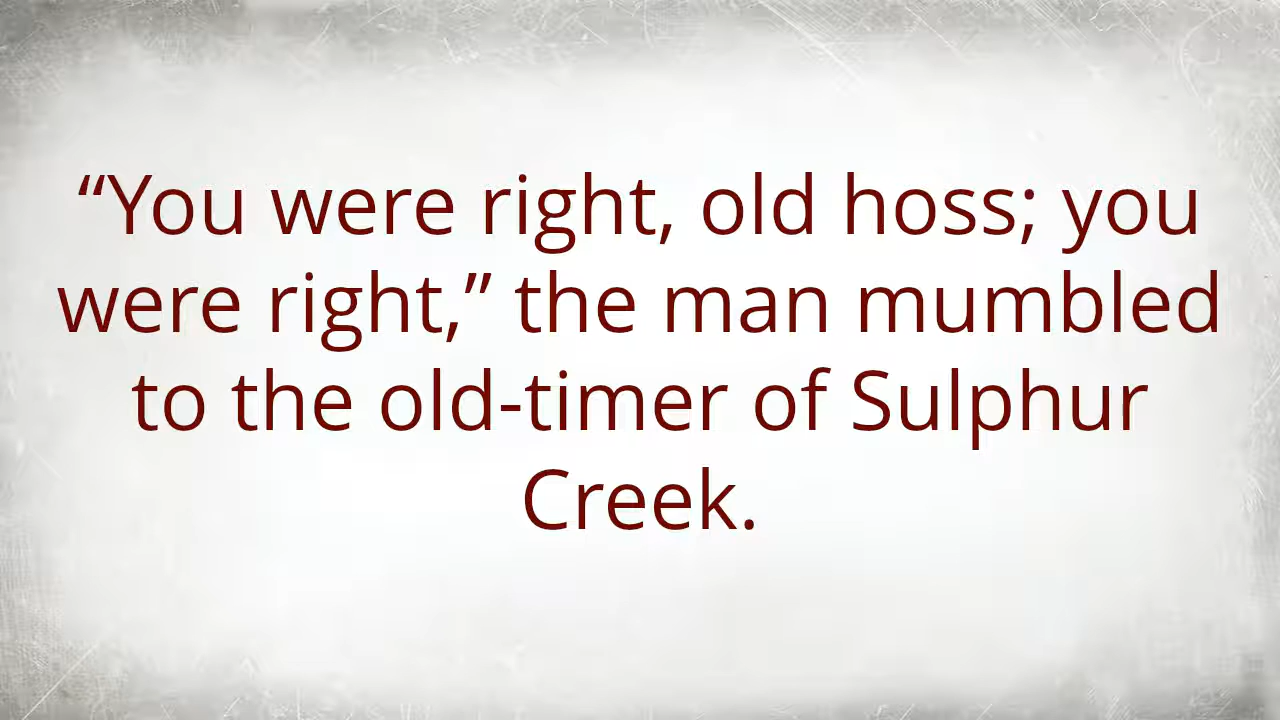 “You were right, old hoss; you
were right,” the man mumbled
to the old-timer of Sulphur
Creek.